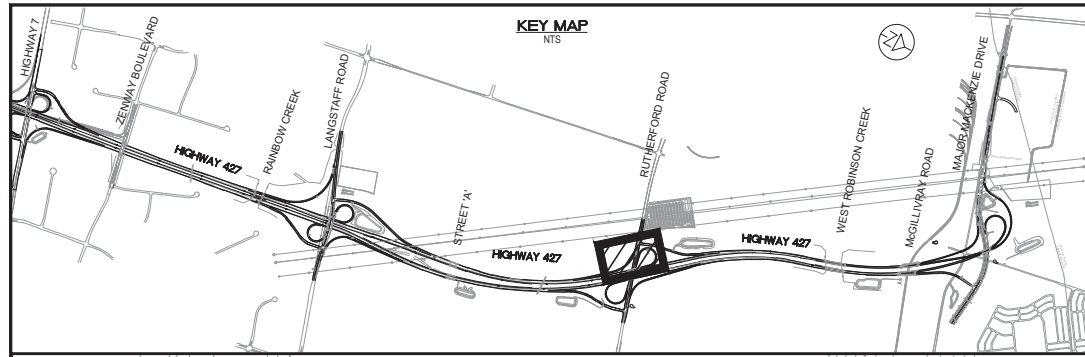 KEY MAP
NTS
HIGHWAY 7
ZENWAY BOULEVARD
RAINBOW CREEK
LANGSTAFF ROAD
HIGHWAY 427
STREET 'A'
HIGHWAY 427
RUTHERFORD ROAD
HIGHWAY 427
WEST ROBINSON CREEK
McGILLIVRAY ROAD
MAJOR MACKENZIE DRIVE
N